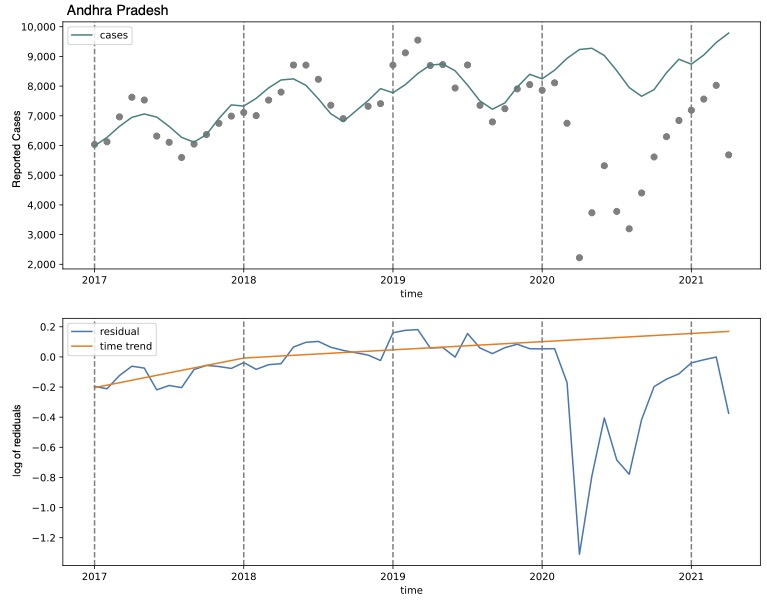 Andhra Pradesh
cases
10,000
9,000
8,000
7,000
6,000
5,000
4,000
3,000
2,000
Reported Cases
2017 2018 2019 2020 2021
time
residual
time trend
0.2
0.0
−0.2
−0.4
−0.6
−0.8
−1.0
−1.2
log of rediduals
2017 2018 2019 2020 2021
time